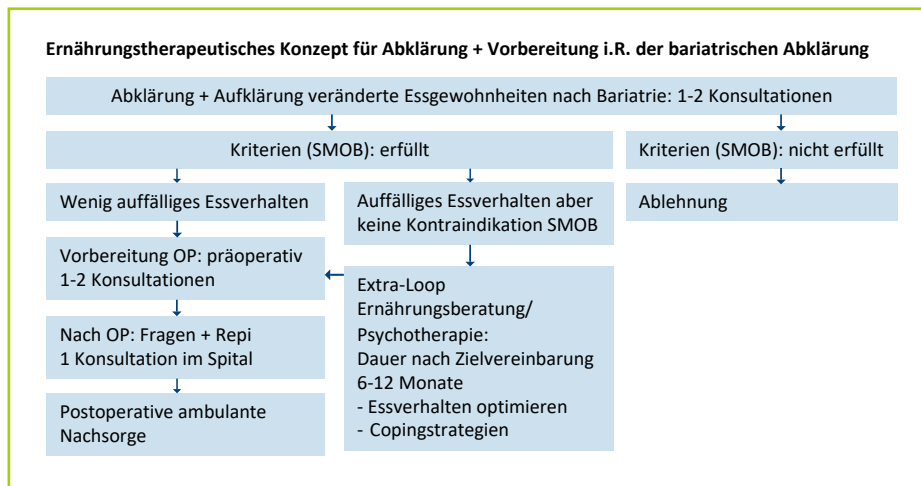 Ernährungstherapeutisches Konzept für Abklärung + Vorbereitung i.R. der bariatrischen Abklärung
Abklärung + Aufklärung veränderte Essgewohnheiten nach Bariatrie: 1-2 Konsultationen
Kriterien (SMOB): erfüllt
Kriterien (SMOB): nicht erfüllt
Wenig auffälliges Essverhalten
Auffälliges Essverhalten aber
keine Kontraindikation SMOB
Ablehnung
Vorbereitung OP: präoperativ
1-2 Konsultationen
Extra-Loop
Ernährungsberatung/
Psychotherapie:
Dauer nach Zielvereinbarung
6-12 Monate
- Essverhalten optimieren
- Copingstrategien
Nach OP: Fragen + Repi
1 Konsultation im Spital
Postoperative ambulante
Nachsorge